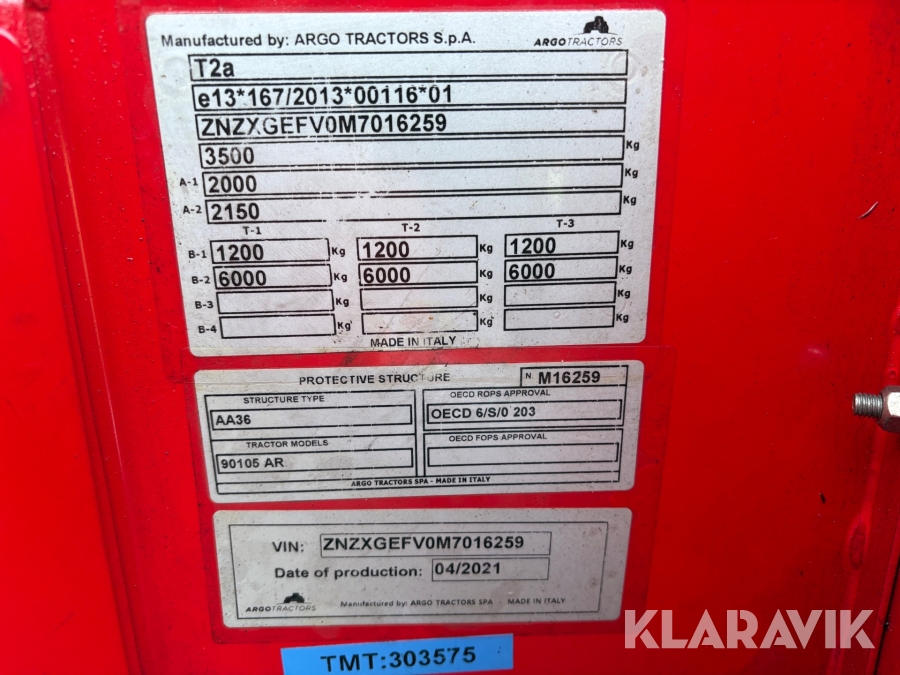 Manufactured by: ARGO TRACTORS S.p.A. ARGOTRACTORS
T2a
e13*167/2013*00116*01
ZNZXGEFV0M7016259
3500 Kg
A-1 2000 Kg
A-2 2150 Kg
T-1 T-2 T-3
B-1 1200 Kg 1200 Kg 1200 Kg
B-2 6000 Kg 6000 Kg 6000 Kg
B-3 Kg Kg Kg
B-4 Kg Kg Kg
MADE IN ITALY
PROTECTIVE STRUCTURE N M16259
STRUCTURE TYPE OECD ROPS APPROVAL
AA36 OECD 6/S/0 203
TRACTOR MODELS OECD FOPS APPROVAL
90105 AR
ARGO TRACTORS SPA - MADE IN ITALY
VIN: ZNZXGEFV0M7016259
Date of production: 04/2021
ARGOTRACTORS Manufactured by: ARGO TRACTORS SPA - MADE IN ITALY
KLARAVIK
TMT:303575